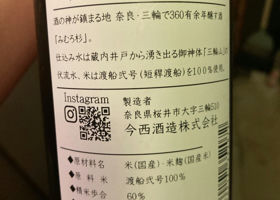 酒の神が鎮まる地 奈良・三輪で360有余年醸す酒
「みむろ杉」。
仕込み水は蔵内井戸から湧き出る御神体「三輪山」の
伏流水、米は渡船弐号(短稈渡船)を100%使用。
Instagram
製造者
奈良県桜井市大字三輪510
今西酒造株式会社
◆原材料名 米(国産)・米麹(国産米)
◆原料米 渡船弐号100%
◆精米歩合 60%